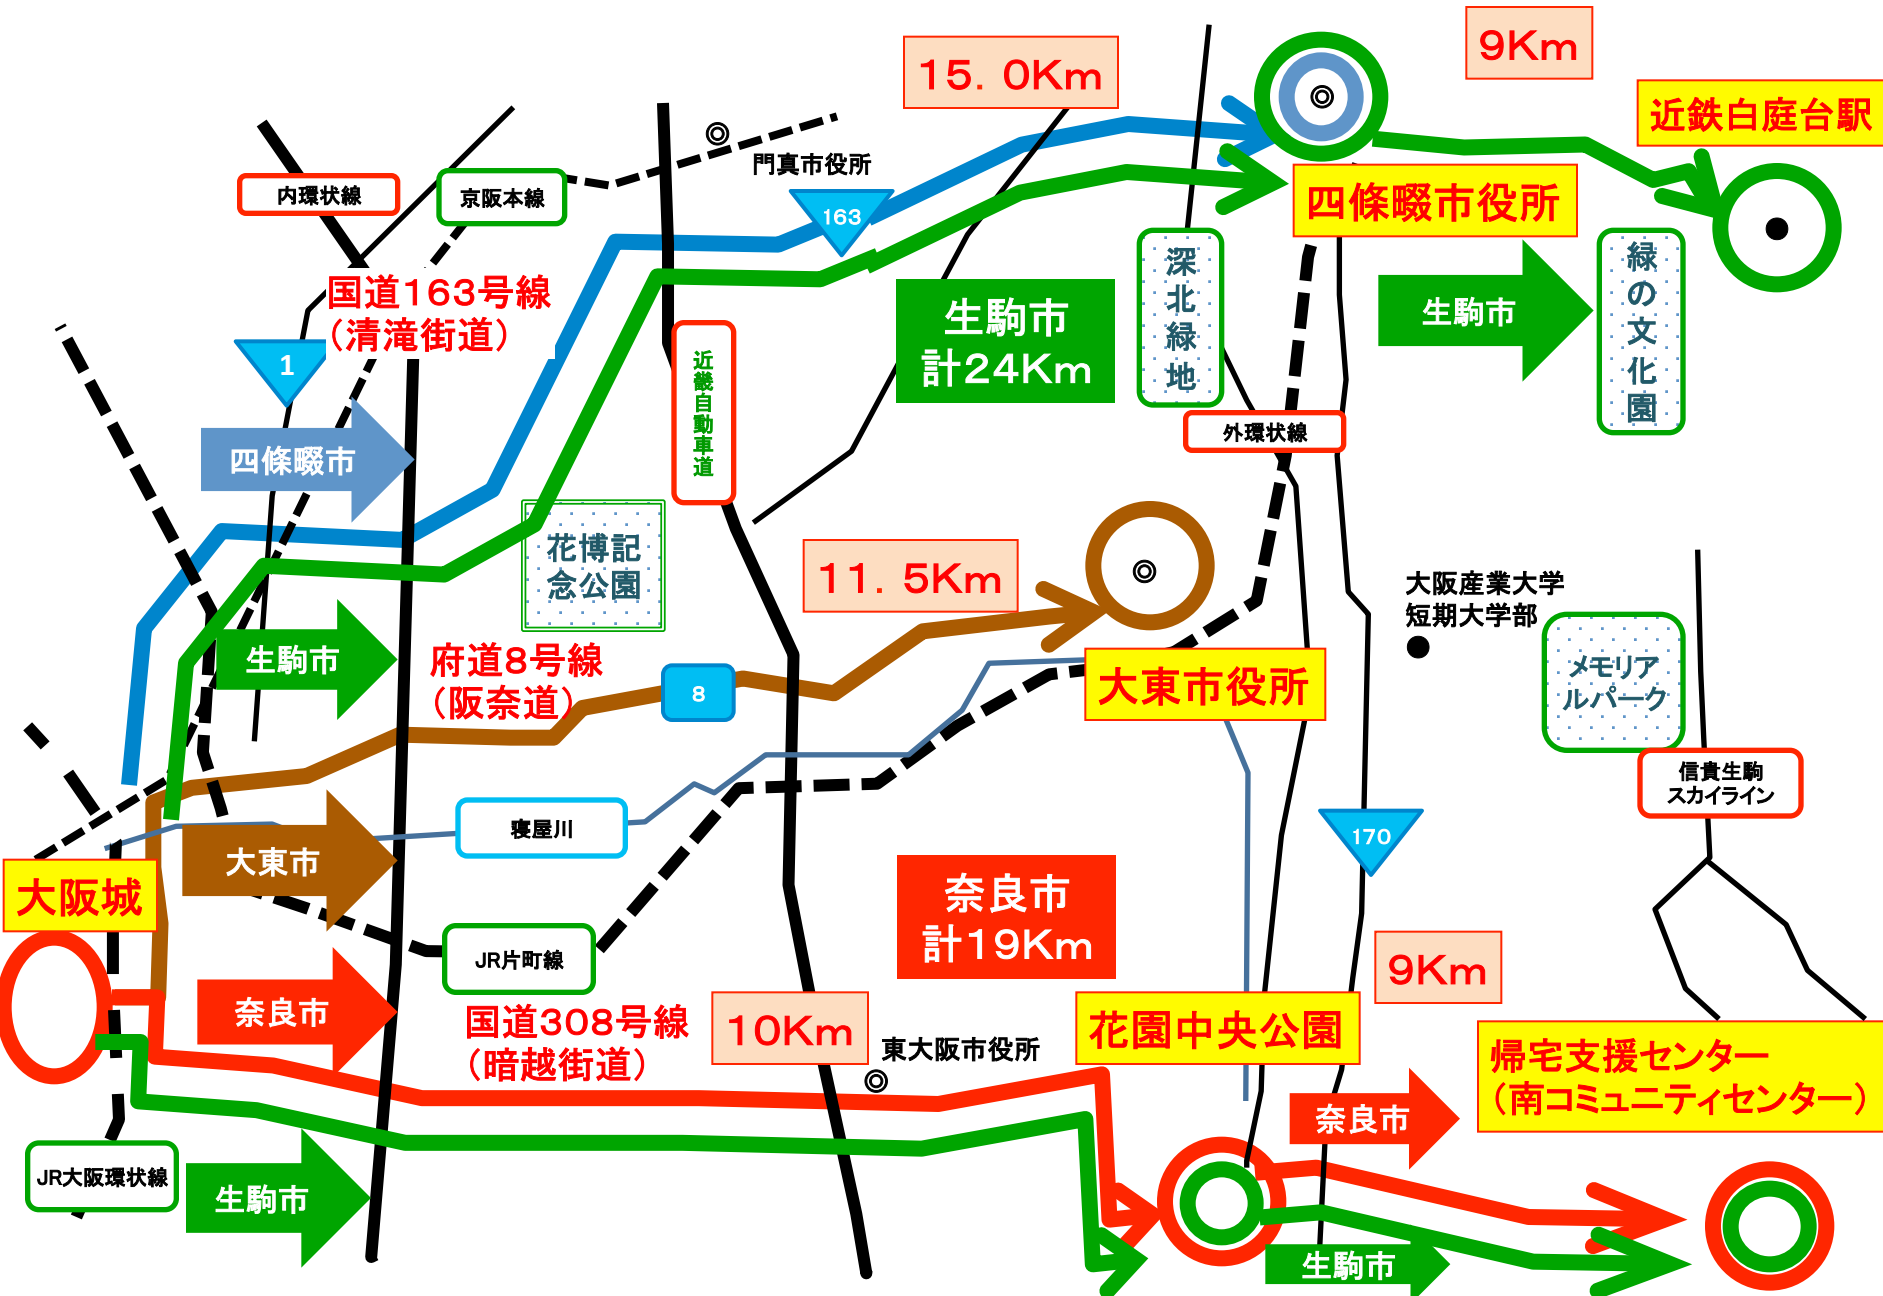 9Km
15. 0Km
近鉄白庭台駅
門真市役所
内環状線
京阪本線
163
四條畷市役所
深北緑地
緑の文化園
国道163号線
（清滝街道）
生駒市
計24Km
生駒市
1
近畿自動車道
外環状線
四條畷市
花博記
念公園
11. 5Km
大阪産業大学
短期大学部
生駒市
府道8号線
（阪奈道）
8
大東市役所
メモリア
ルパーク
信貴生駒
スカイライン
寝屋川
170
大東市
大阪城
奈良市
計19Km
JR片町線
9Km
奈良市
国道308号線
（暗越街道）
10Km
東大阪市役所
花園中央公園
帰宅支援センター
（南コミュニティセンター）
奈良市
JR大阪環状線
生駒市
生駒市